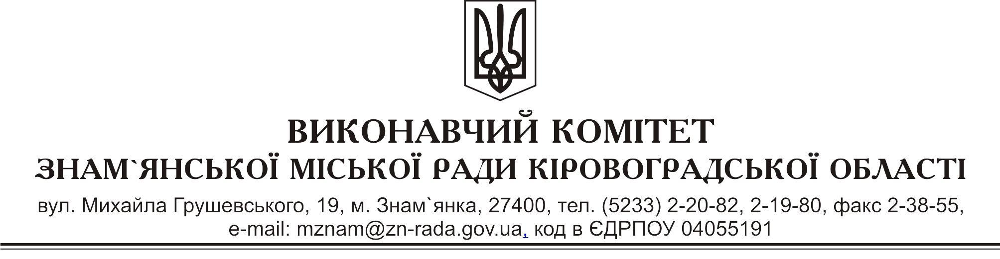 ВИКОНАВЧИЙ КОМІТЕТ
ЗНАМ`ЯНСЬКОЇ МІСЬКОЇ РАДИ КІРОВОГРАДСЬКОЇ ОБЛАСТІ
вул. Михайла Грушевського, 19, м. Знам`янка, 27400, тел. (5233) 2-20-82, 2-19-80, факс 2-38-55,
e-mail: mznam@zn-rada.gov.ua, код в ЄДРПОУ 04055191